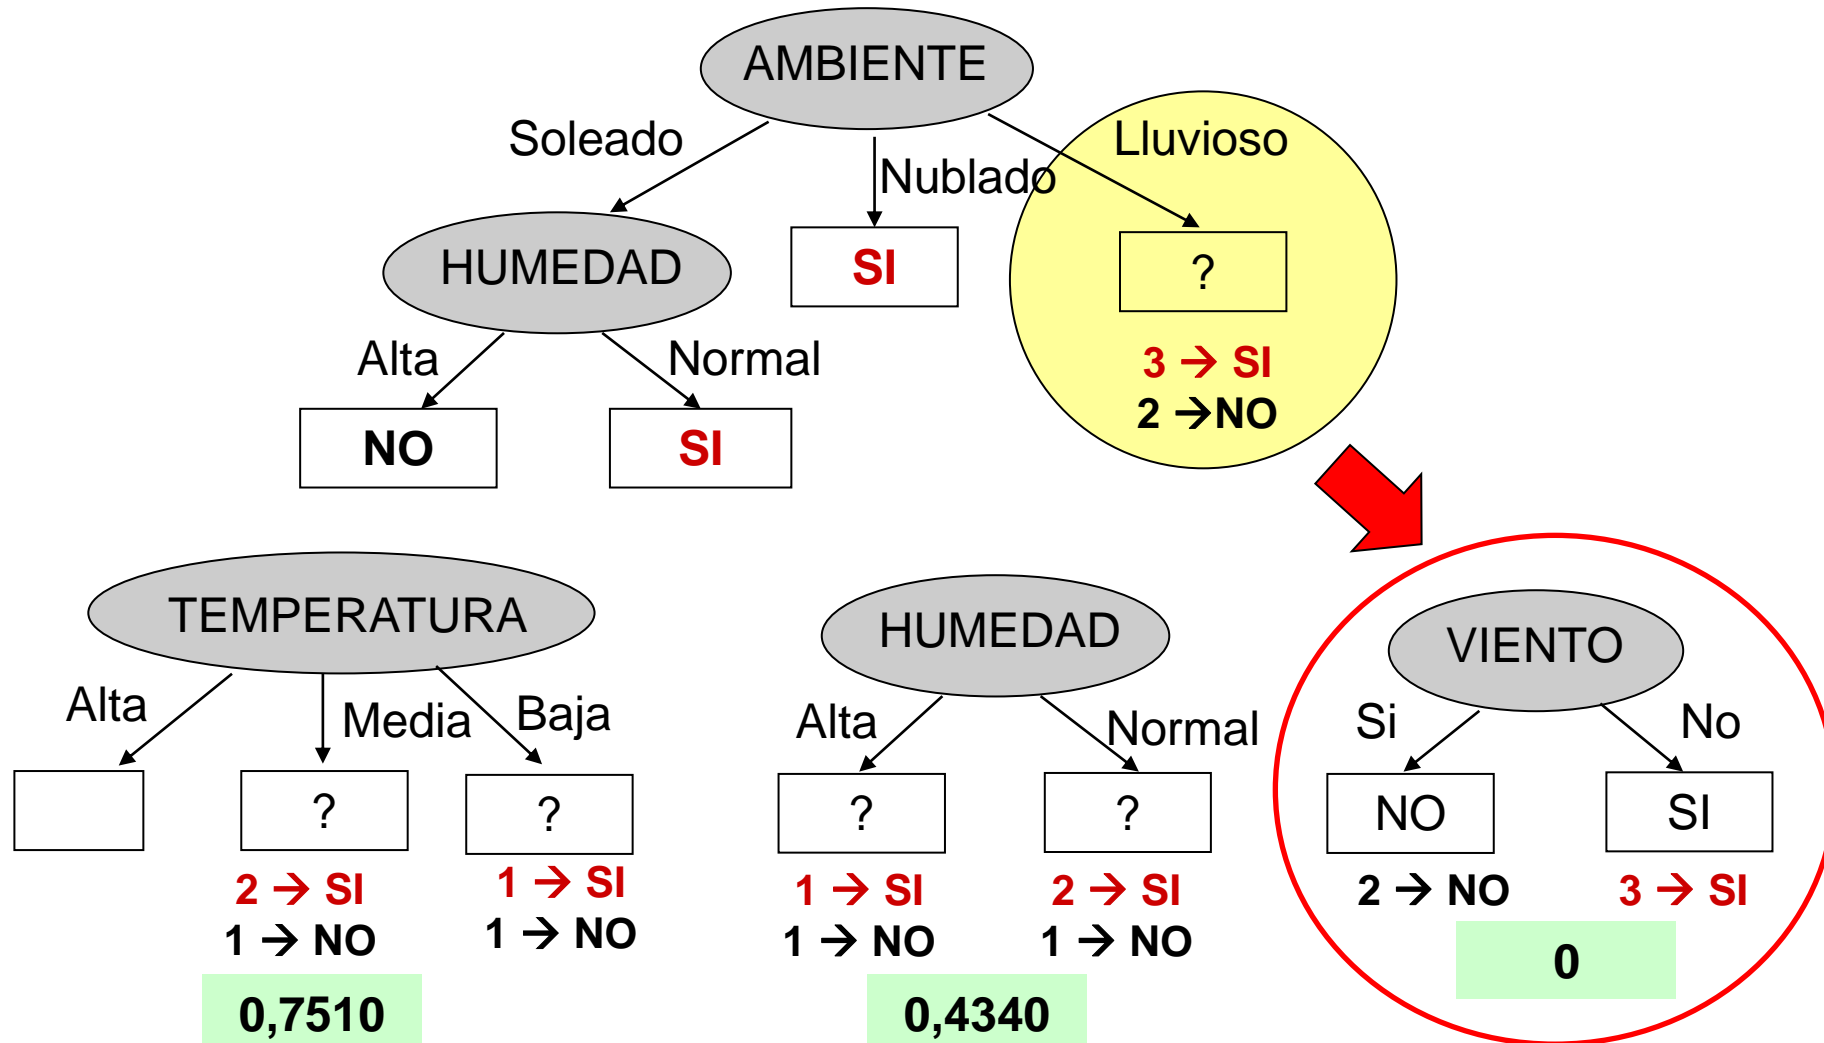 AMBIENTE
Soleado
Nublado
Lluvioso
HUMEDAD
SI
?
Alta
Normal
3 → SI
2 →NO
NO
SI
TEMPERATURA
Alta
Media
Baja
?
?
2 → SI
1 → NO
1 → SI
1 → NO
0,7510
HUMEDAD
Alta
Normal
?
?
1 → SI
1 → NO
2 → SI
1 → NO
0,4340
VIENTO
Si
No
NO
SI
2 → NO
3 → SI
0